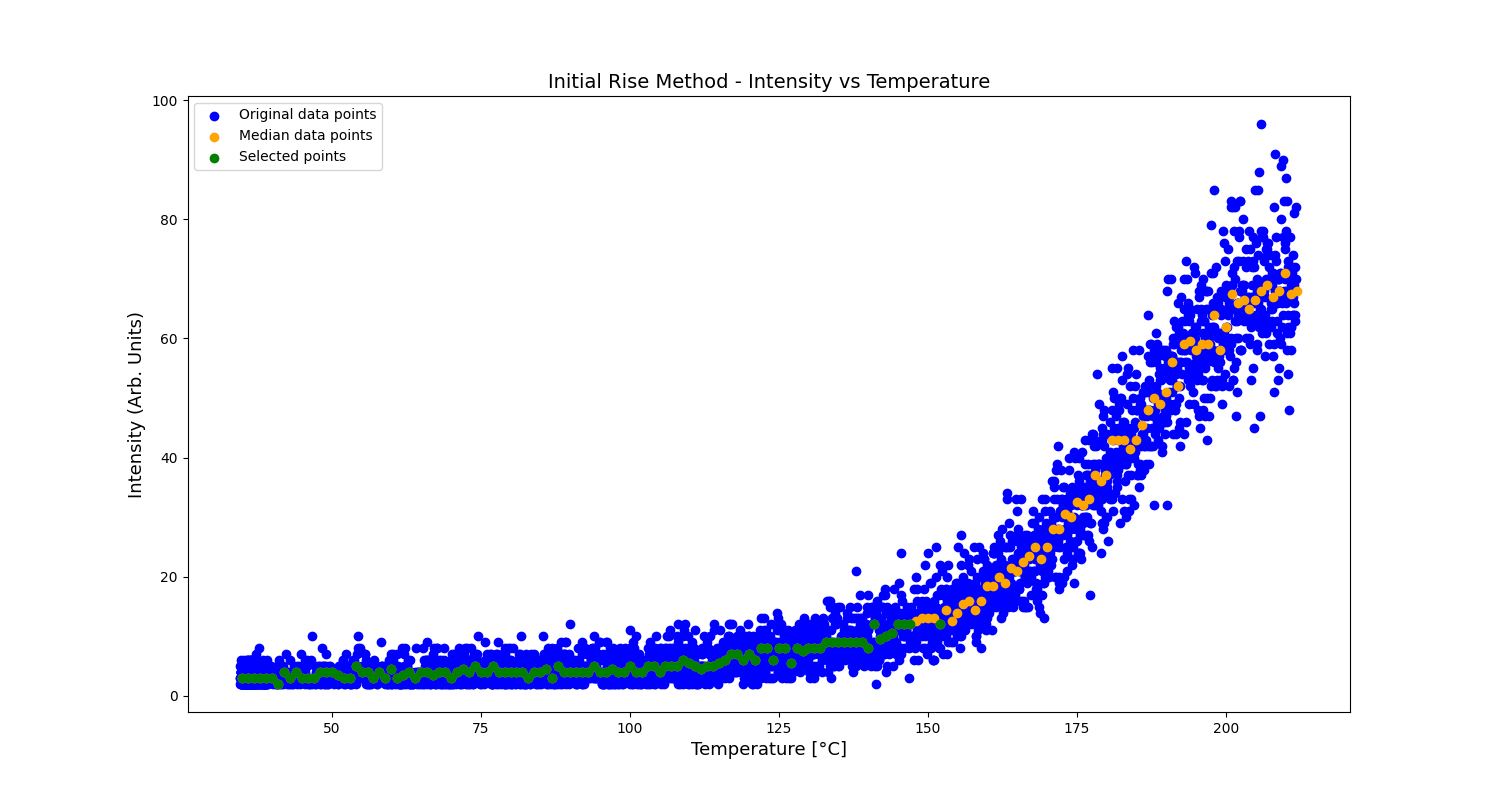 Initial Rise Method - Intensity vs Temperature
100
80
60
40
20
0
Intensity (Arb. Units)
Original data points
Median data points
Selected points
50 75 100 125 150 175 200
Temperature [°C]